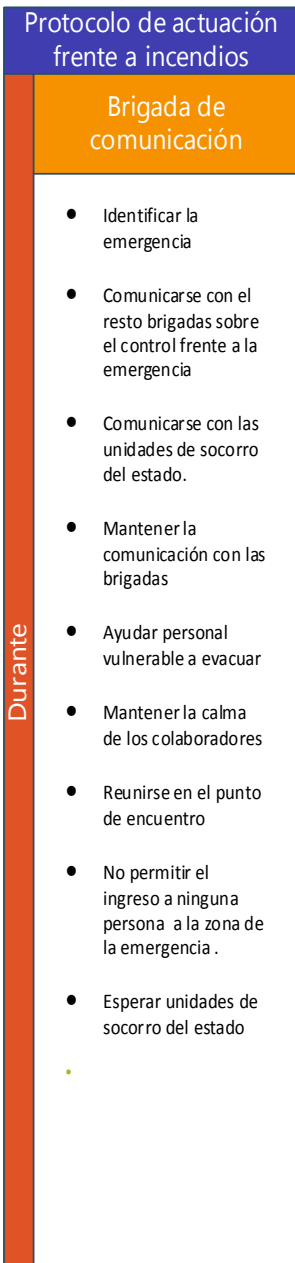 Protocolo de actuación
frente a incendios
Brigada de
comunicación
Durante
• Identificar la
emergencia
• Comunicarse con el
resto brigadas sobre
el control frente a la
emergencia
• Comunicarse con las
unidades de socorro
del estado.
• Mantener la
comunicación con las
brigadas
• Ayudar personal
vulnerable a evacuar
• Mantener la calma
de los colaboradores
• Reunirse en el punto
de encuentro
• No permitir el
ingreso a ninguna
persona a la zona de
la emergencia .
• Esperar unidades de
socorro del estado
•